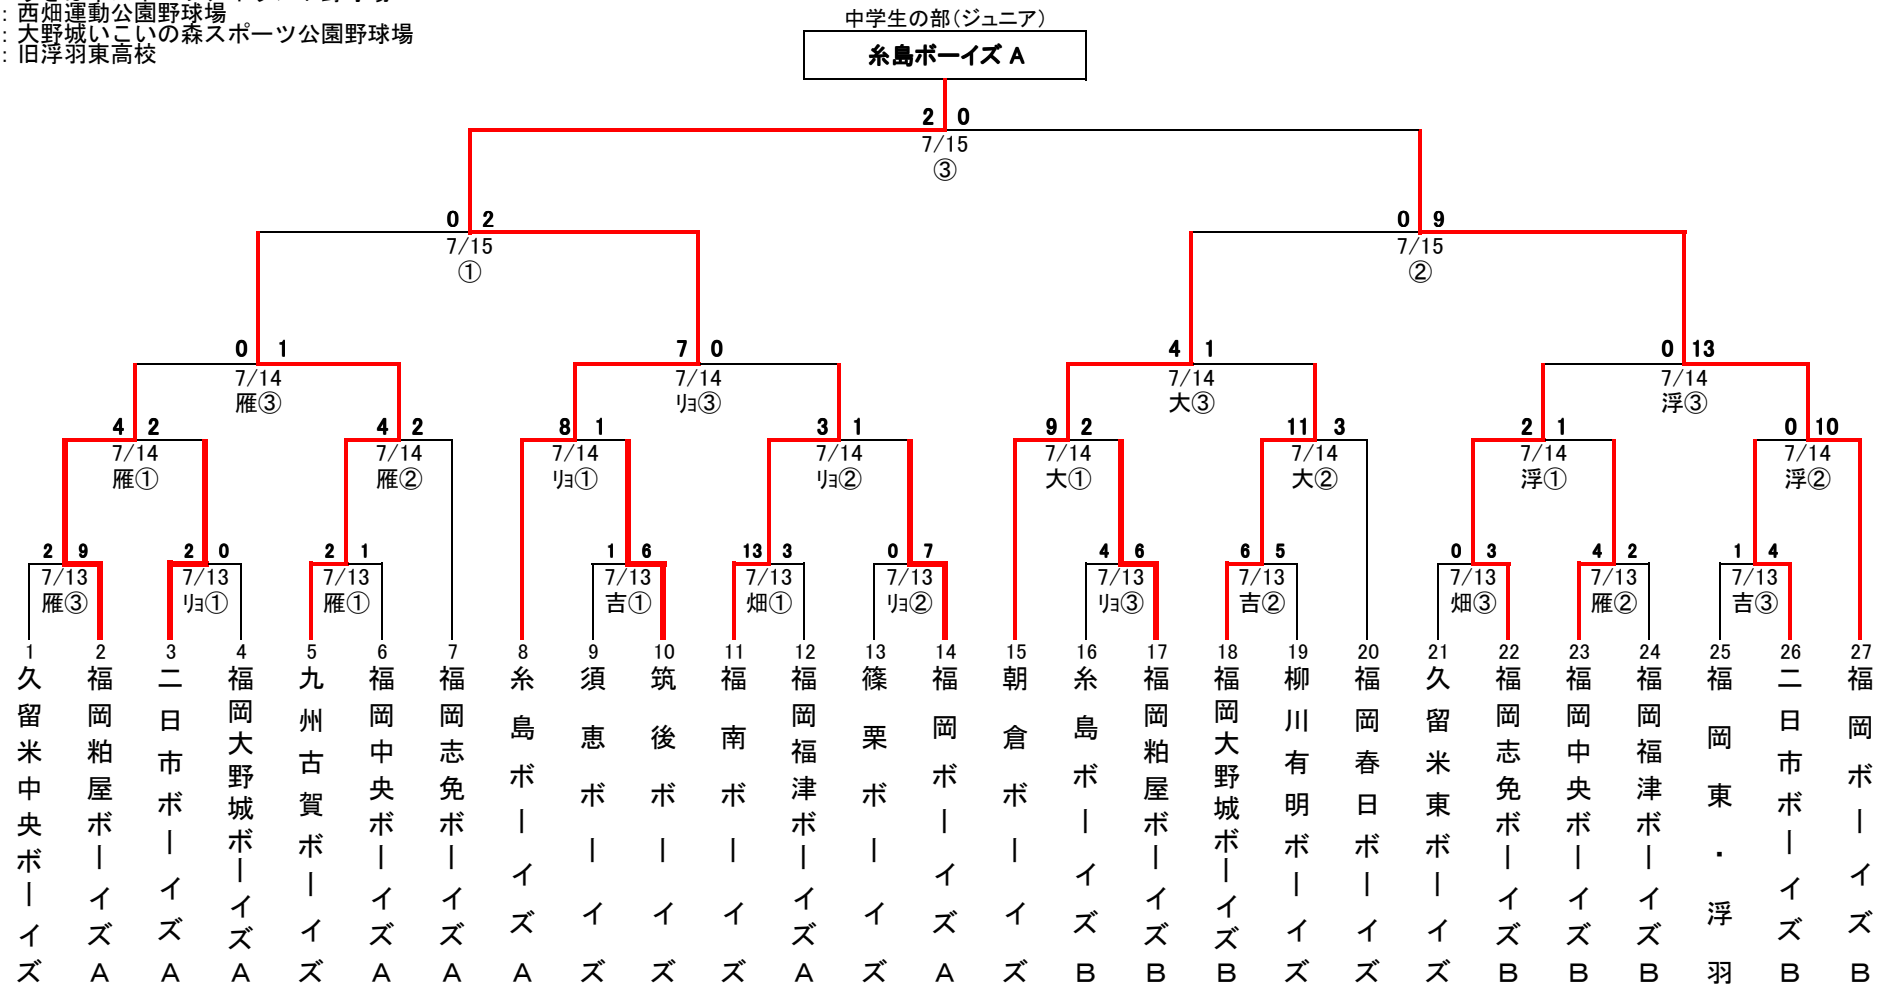 : 西畑運動公園野球場
: 大野城いこいの森スポーツ公園野球場
: 旧浮羽東高校
中学生の部(ジュニア)
糸島ボーイズ A
2 0
7/15
③
0 2
7/15
①
0 9
7/15
②
0 1
7/14
雁③
7 0
7/14
ﾘｮ③
4 1
7/14
大③
0 13
7/14
浮③
4 2
7/14
雁①
4 2
7/14
雁②
8 1
7/14
ﾘｮ①
3 1
7/14
ﾘｮ②
9 2
7/14
大①
11 3
7/14
大②
2 1
7/14
浮①
0 10
7/14
浮②
2 9
7/13
雁③
2 0
7/13
ﾘｮ①
2 1
7/13
雁①
1 6
7/13
吉①
13 3
7/13
畑①
0 7
7/13
ﾘｮ②
4 6
7/13
ﾘｮ③
6 5
7/13
吉②
0 3
7/13
畑③
4 2
7/13
雁②
1 4
7/13
吉③
1 久留米中央ボーイズ
2 福岡粕屋ボーイズA
3 二日市ボーイズA
4 福岡大野城ボーイズA
5 九州古賀ボーイズ
6 福岡中央ボーイズA
7 福岡志免ボーイズA
8 糸島ボーイズA
9 須恵ボーイズ
10 筑後ボーイズ
11 福南ボーイズ
12 福岡福津ボーイズA
13 篠栗ボーイズ
14 福岡ボーイズA
15 朝倉ボーイズ
16 糸島ボーイズB
17 福岡粕屋ボーイズB
18 福岡大野城ボーイズB
19 柳川有明ボーイズ
20 福岡春日ボーイズ
21 久留米東ボーイズ
22 福岡志免ボーイズB
23 福岡中央ボーイズB
24 福岡福津ボーイズB
25 福岡東・浮羽
26 二日市ボーイズB
27 福岡ボーイズB